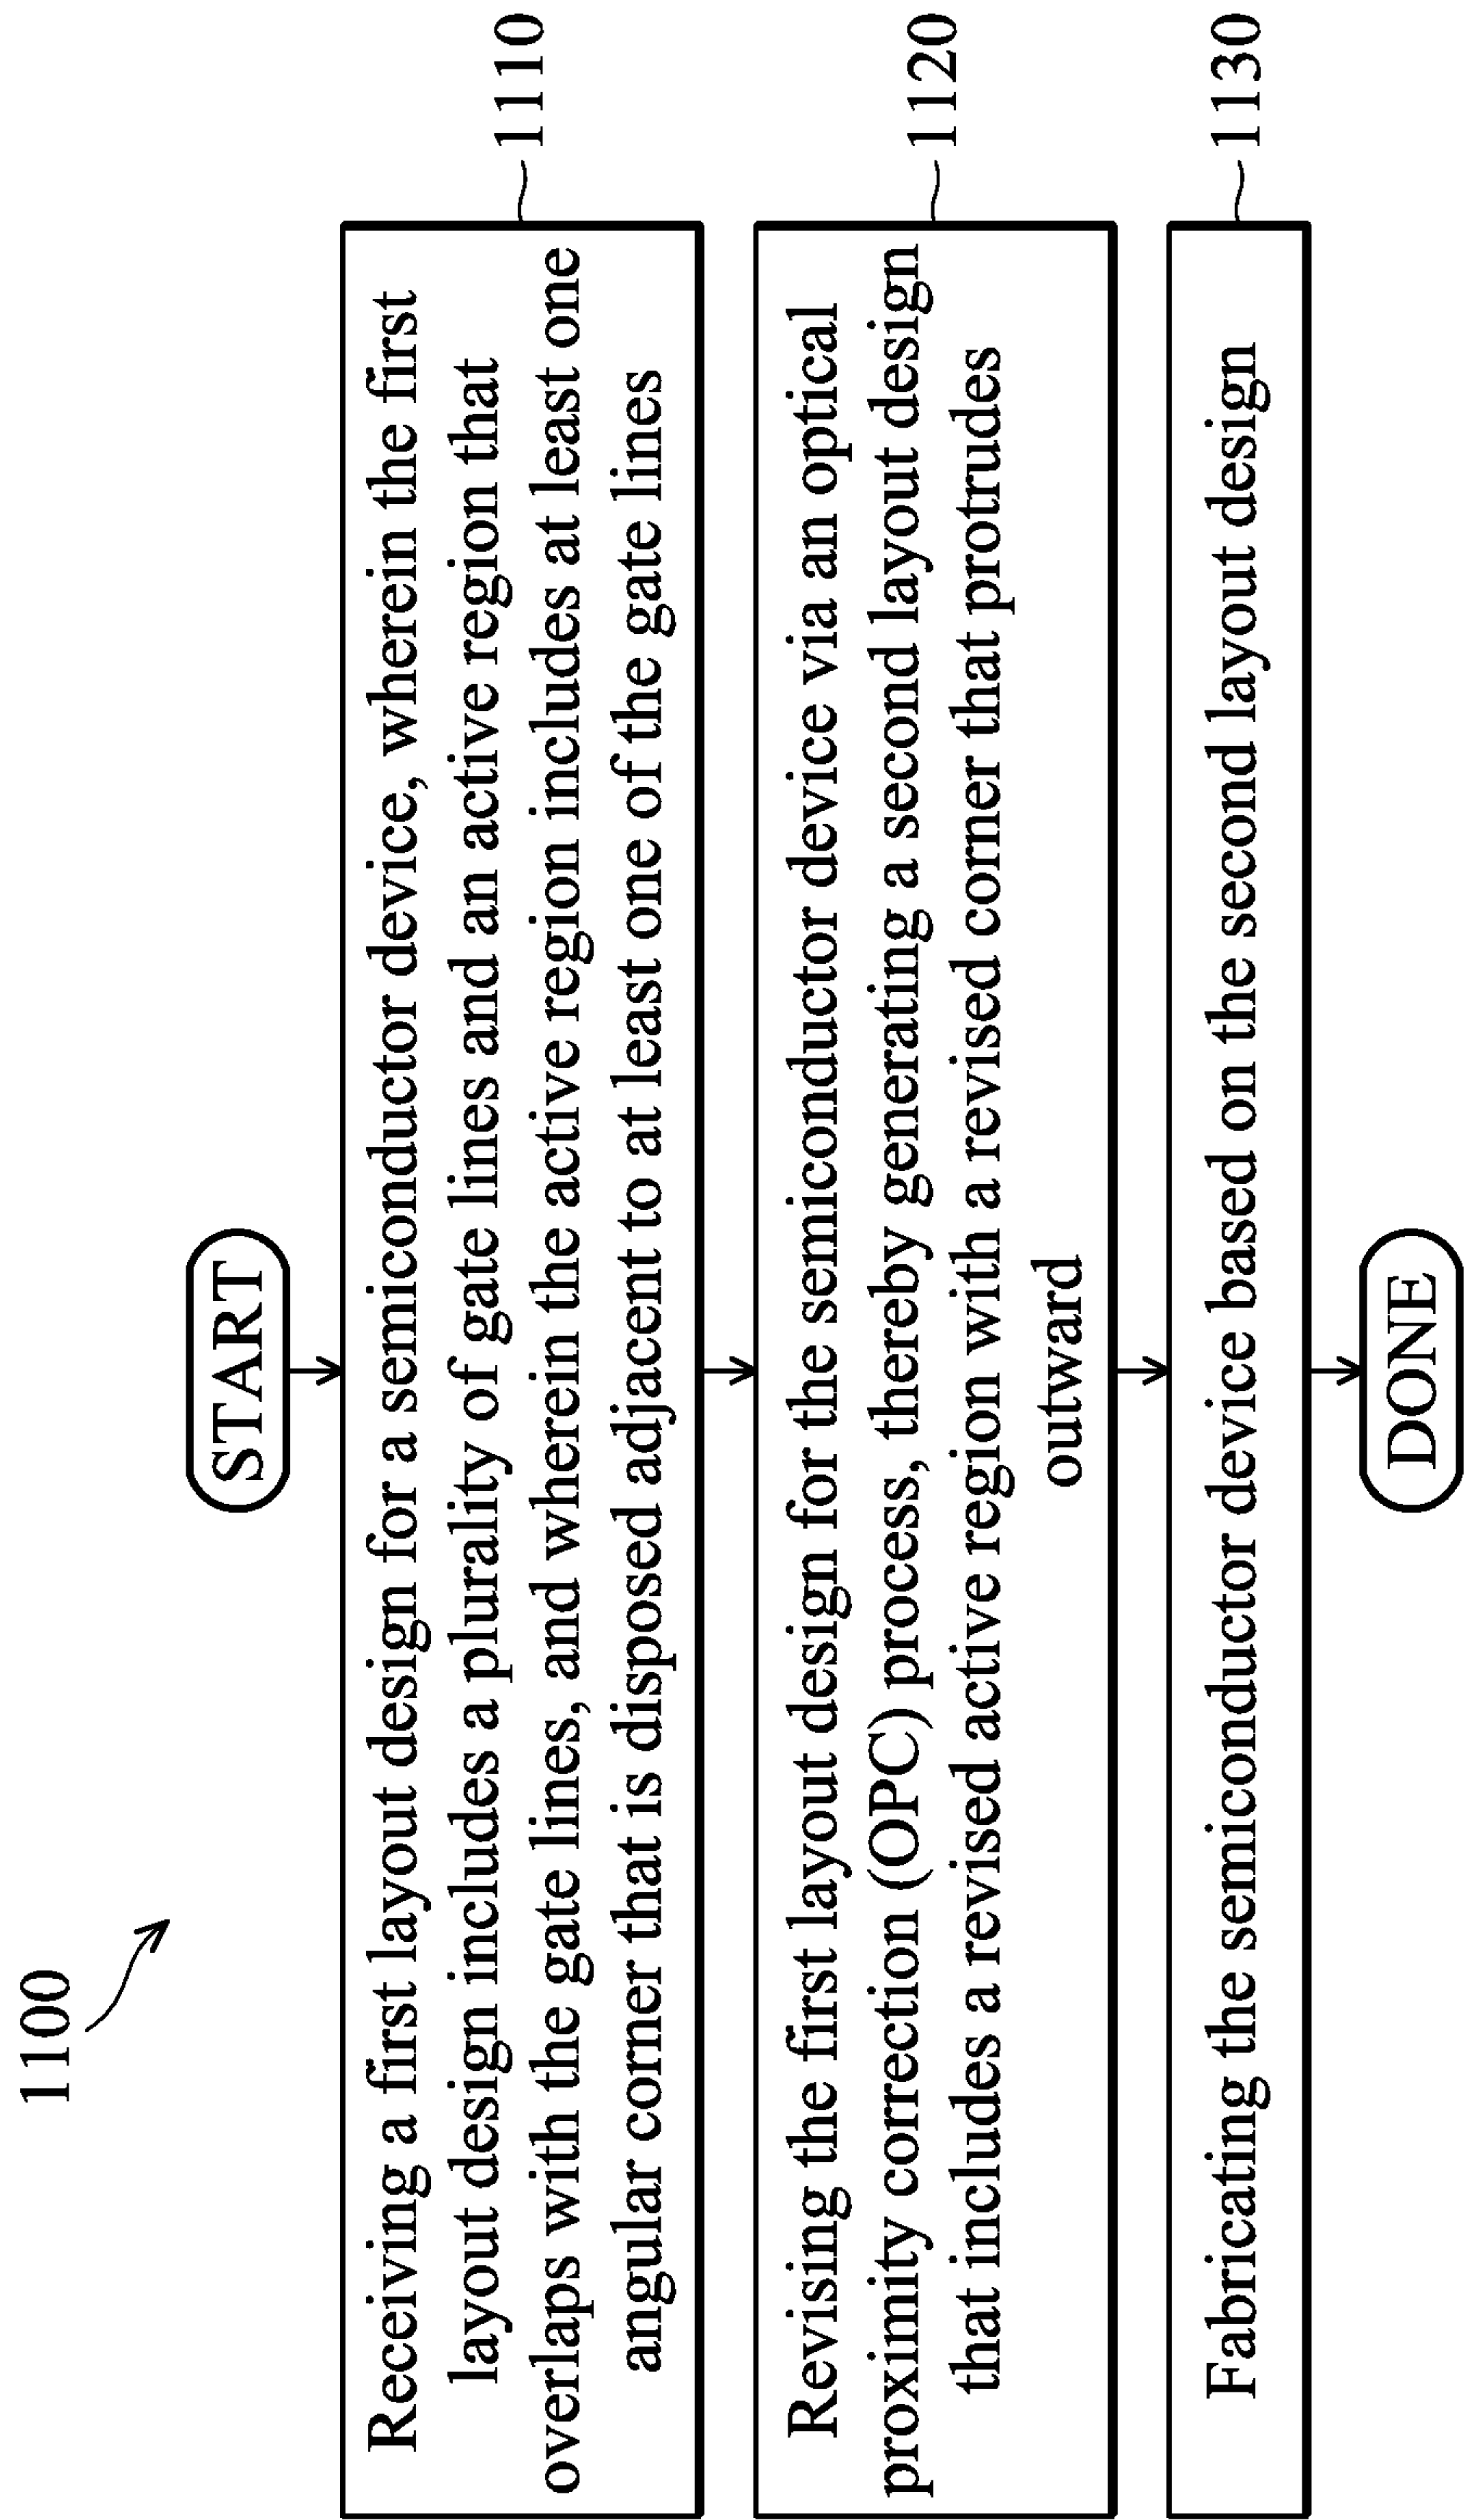 1100
START
Receiving a first layout design for a semiconductor device, wherein the first
layout design includes a plurality of gate lines and an active region that
overlaps with the gate lines, and wherein the active region includes at least one
angular corner that is disposed adjacent to at least one of the gate lines
1110
Revising the first layout design for the semiconductor device via an optical
proximity correction (OPC) process, thereby generating a second layout design
that includes a revised active region with a revised corner that protrudes
outward
1120
Fabricating the semiconductor device based on the second layout design
1130
DONE